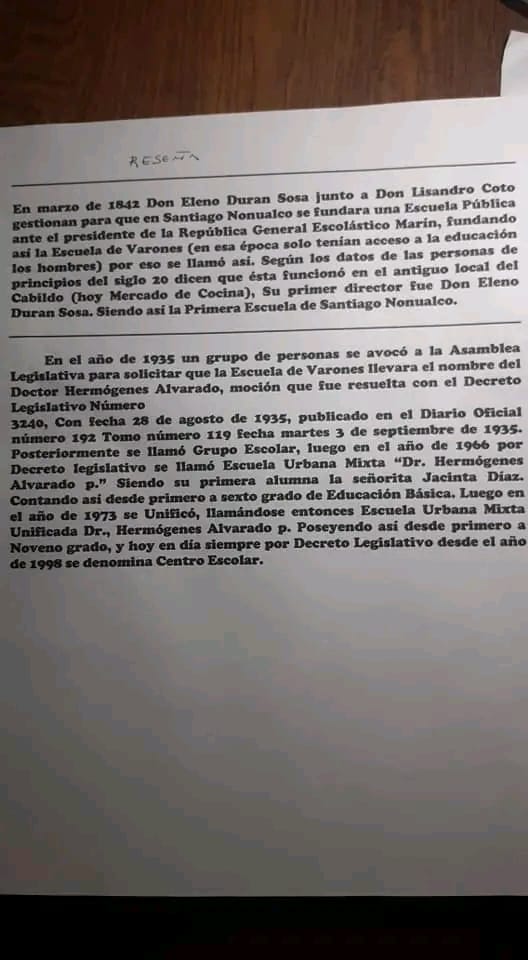 RESEÑA
En marzo de 1842 Don Eleno Duran Sosa junto a Don Lisandro Coto
gestionan para que en Santiago Nonualco se fundara una Escuela Pública
ante el presidente de la República General Escolástico Marín, fundando
así la Escuela de Varones (en esa época solo tenían acceso a la educación
los hombres) por eso se llamó así. Según los datos de las personas de
principios del siglo 20 dicen que ésta funcionó en el antiguo local del
Cabildo (hoy Mercado de Cocina), Su primer director fue Don Eleno
Duran Sosa. Siendo así la Primera Escuela de Santiago Nonualco.
En el año de 1935 un grupo de personas se avocó a la Asamblea
Legislativa para solicitar que la Escuela de Varones llevara el nombre del
Doctor Hermógenes Alvarado, moción que fue resuelta con el Decreto
Legislativo Número
3240, Con fecha 28 de agosto de 1935, publicado en el Diario Oficial
número 192 Tomo número 119 fecha martes 3 de septiembre de 1935.
Posteriormente se llamó Grupo Escolar, luego en el año de 1966 por
Decreto legislativo se llamó Escuela Urbana Mixta “Dr. Hermógenes
Alvarado p.” Siendo su primera alumna la señorita Jacinta Díaz.
Contando así desde primero a sexto grado de Educación Básica. Luego en
el año de 1973 se Unificó, llamándose entonces Escuela Urbana Mixta
Unificada Dr., Hermógenes Alvarado p. Poseyendo así desde primero a
Noveno grado, y hoy en día siempre por Decreto Legislativo desde el año
de 1998 se denomina Centro Escolar.